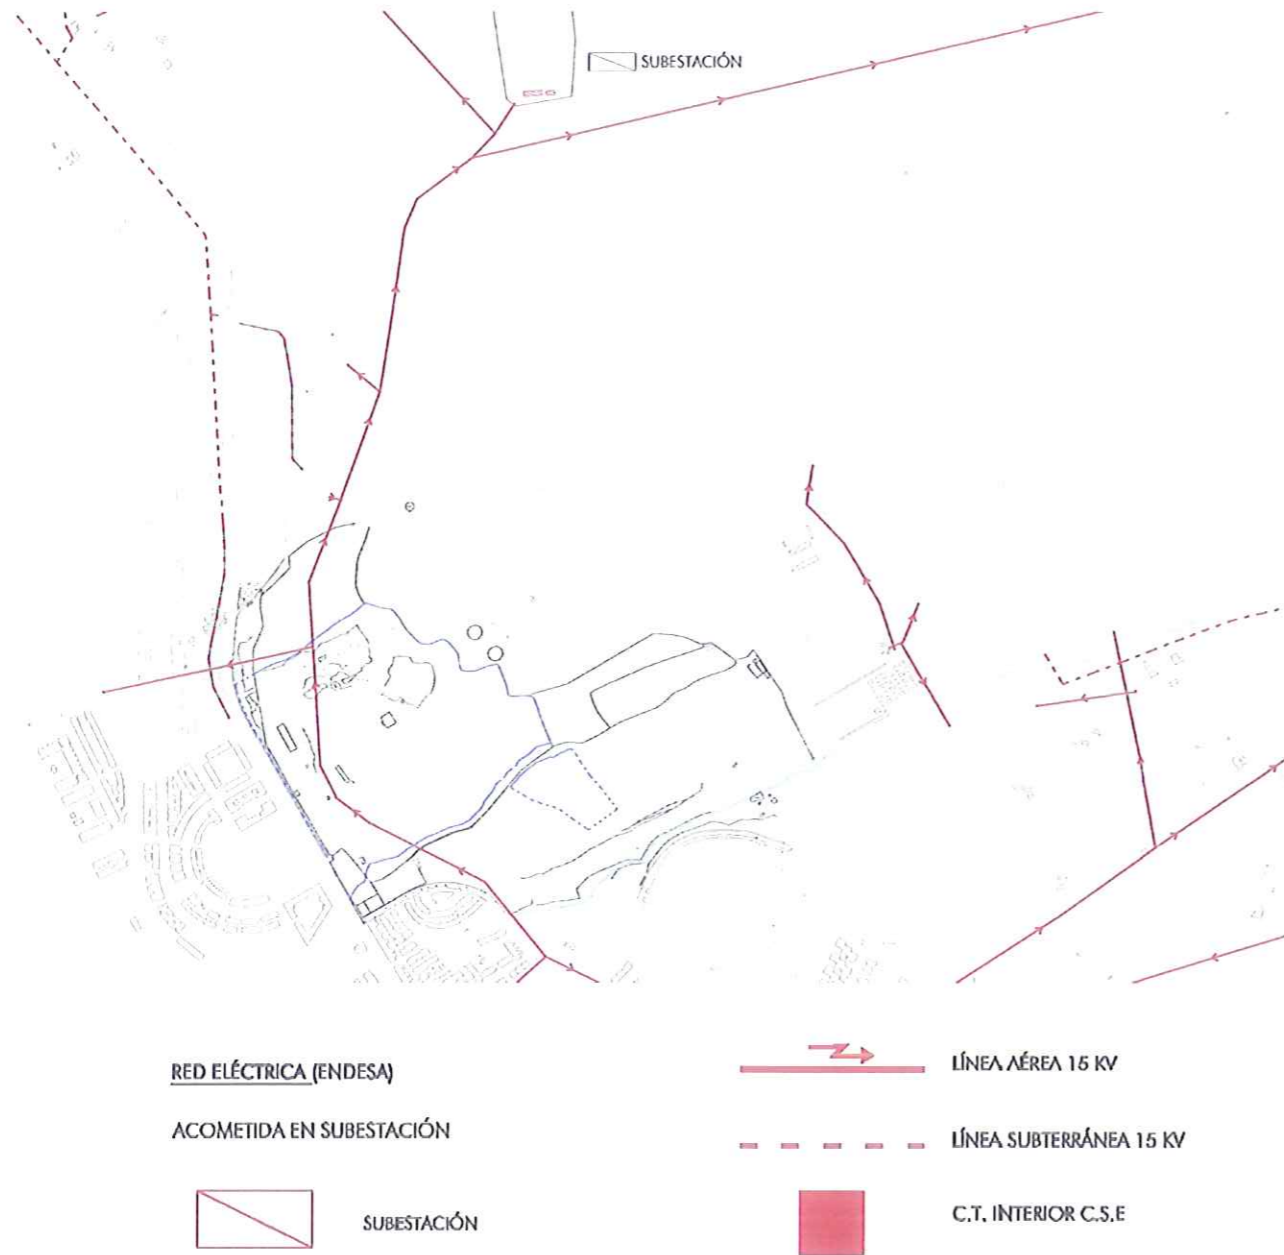 SUBESTACIÓN
RED ELÉCTRICA (ENDESA)
ACOMETIDA EN SUBESTACIÓN
SUBESTACIÓN
LÍNEA AÉREA 15 KV
LÍNEA SUBTERRÁNEA 15 KV
C.T. INTERIOR C.S.E